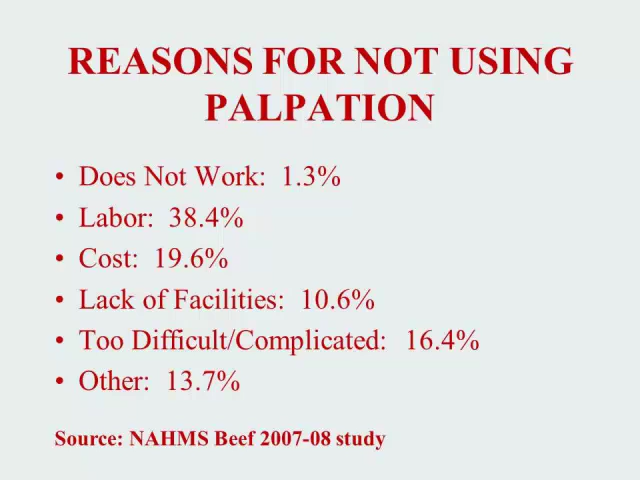 REASONS FOR NOT USING
PALPATION
• Does Not Work: 1.3%
• Labor: 38.4%
• Cost: 19.6%
• Lack of Facilities: 10.6%
• Too Difficult/Complicated: 16.4%
• Other: 13.7%
Source: NAHMS Beef 2007-08 study